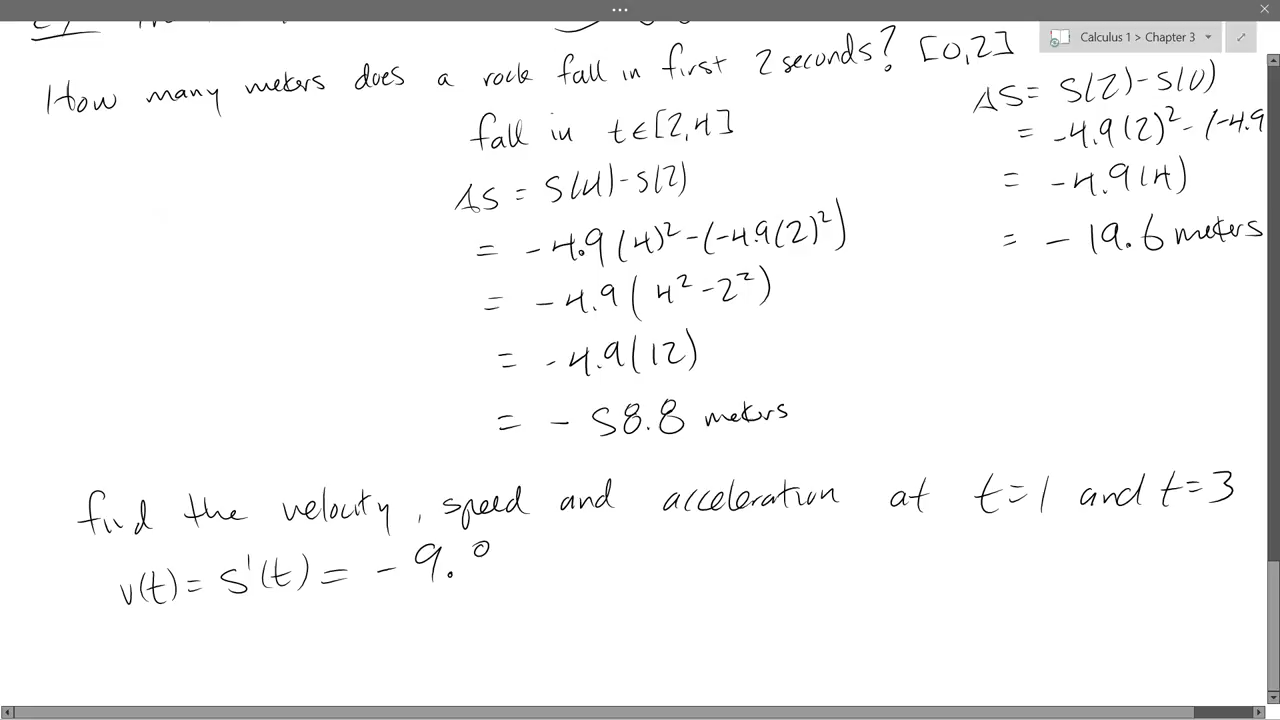 Calculus 1 > Chapter 3
How many meters does a rock fall in first 2 seconds? [0,2]
ΔS = S(2)-S(0)
= -4.9(2)² - (-4.9
= -4.9(4)
= -19.6 meters
fall in t∈[2,4]
ΔS = S(4)-S(2)
= -4.9(4)²-(-4.9(2)²)
= -4.9(4²-2²)
= -4.9(12)
= -58.8 meters
find the velocity, speed and acceleration at t=1 and t=3
v(t) = S'(t) = -9.